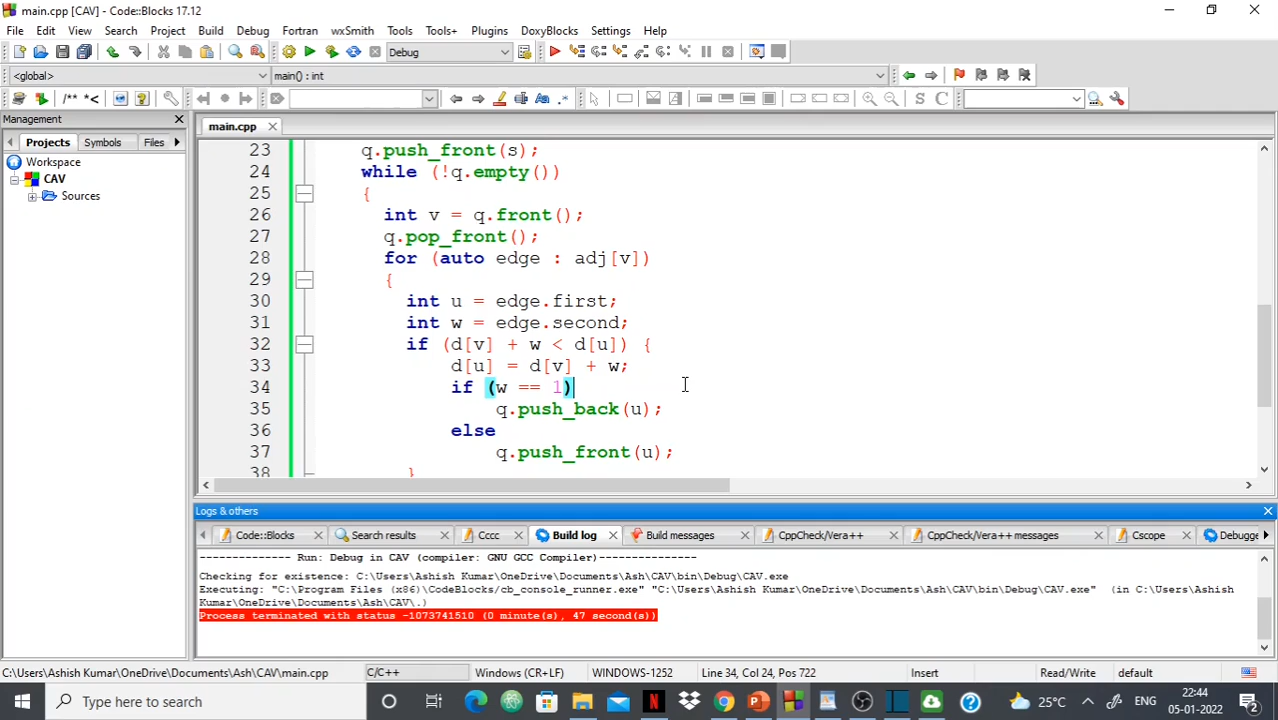 main.cpp [CAV] - Code::Blocks 17.12
File Edit View Search Project Build Debug Fortran wxSmith Tools Tools+ Plugins DoxyBlocks Settings Help
Debug
<global> main() : int
/** *< S C
Management
main.cpp
Projects Symbols Files
Workspace
CAV
Sources
23 q.push_front(s);
24 while (!q.empty())
25 {
26 int v = q.front();
27 q.pop_front();
28 for (auto edge : adj[v])
29 {
30 int u = edge.first;
31 int w = edge.second;
32 if (d[v] + w < d[u]) {
33 d[u] = d[v] + w;
34 if (w == 1)
35 q.push_back(u);
36 else
37 q.push_front(u);
38 }
Logs & others
Code::Blocks Search results Cccc Build log Build messages CppCheck/Vera++ CppCheck/Vera++ messages Cscope Debugge
-------------- Run: Debug in CAV (compiler: GNU GCC Compiler)---------------
Checking for existence: C:\Users\Ashish Kumar\OneDrive\Documents\Ash\CAV\bin\Debug\CAV.exe
Executing: "C:\Program Files (x86)\CodeBlocks/cb_console_runner.exe" "C:\Users\Ashish Kumar\OneDrive\Documents\Ash\CAV\bin\Debug\CAV.exe"  (in C:\Users\Ashish
Kumar\OneDrive\Documents\Ash\CAV\.)
Process terminated with status -1073741510 (0 minute(s), 47 second(s))
C:\Users\Ashish Kumar\OneDrive\Documents\Ash\CAV\main.cpp C/C++ Windows (CR+LF) WINDOWS-1252 Line 34, Col 24, Pos 722 Insert Read/Write default
Type here to search 25°C ENG 22:44
05-01-2022 2